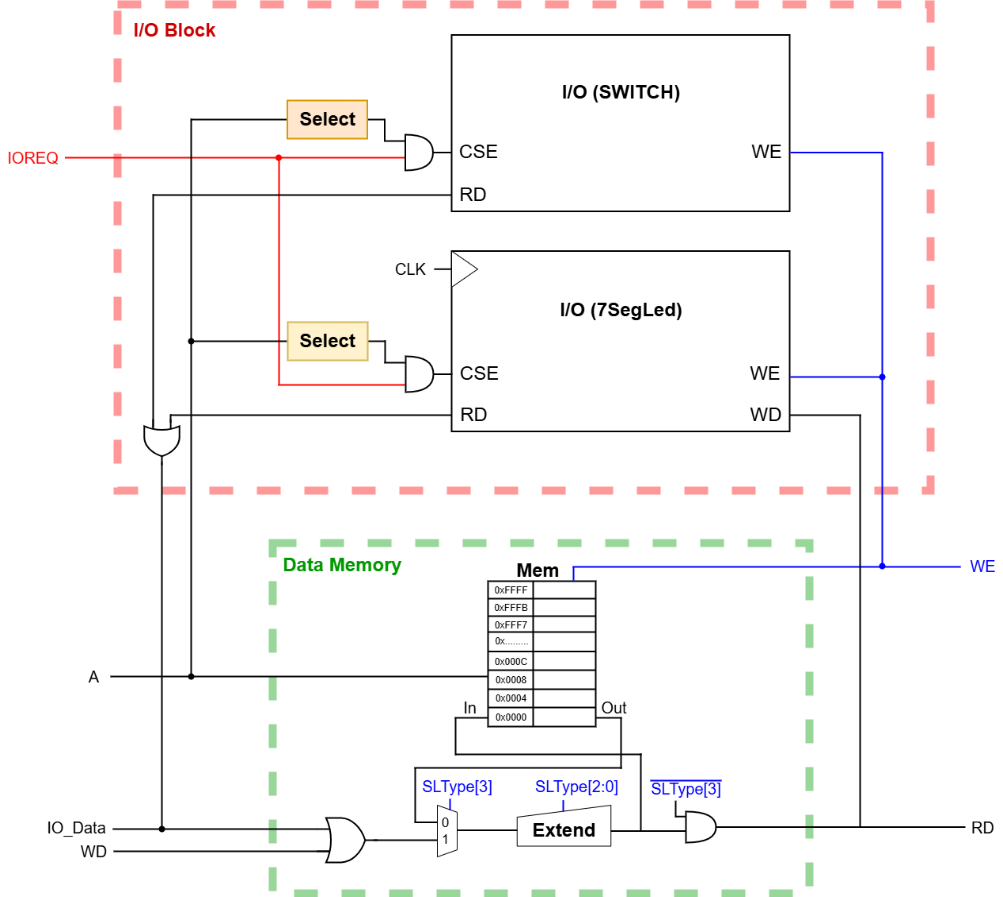 I/O Block
I/O (SWITCH)
Select
IOREQ
CSE
WE
RD
CLK
I/O (7SegLed)
Select
CSE
WE
RD
WD
Data Memory
Mem
WE
0xFFFF
0xFFFB
0xFFF7
0x.........
0x000C
A
0x0008
0x0004
In
0x0000
Out
SLType[3]
SLType[2:0]
SLType[3]
IO_Data
0
Extend
RD
1
WD